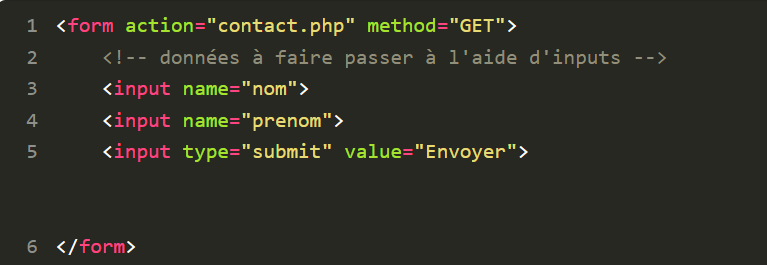 1 <form action="contact.php" method="GET">
2 <!-- données à faire passer à l'aide d'inputs -->
3 <input name="nom">
4 <input name="prenom">
5 <input type="submit" value="Envoyer">
6 </form>